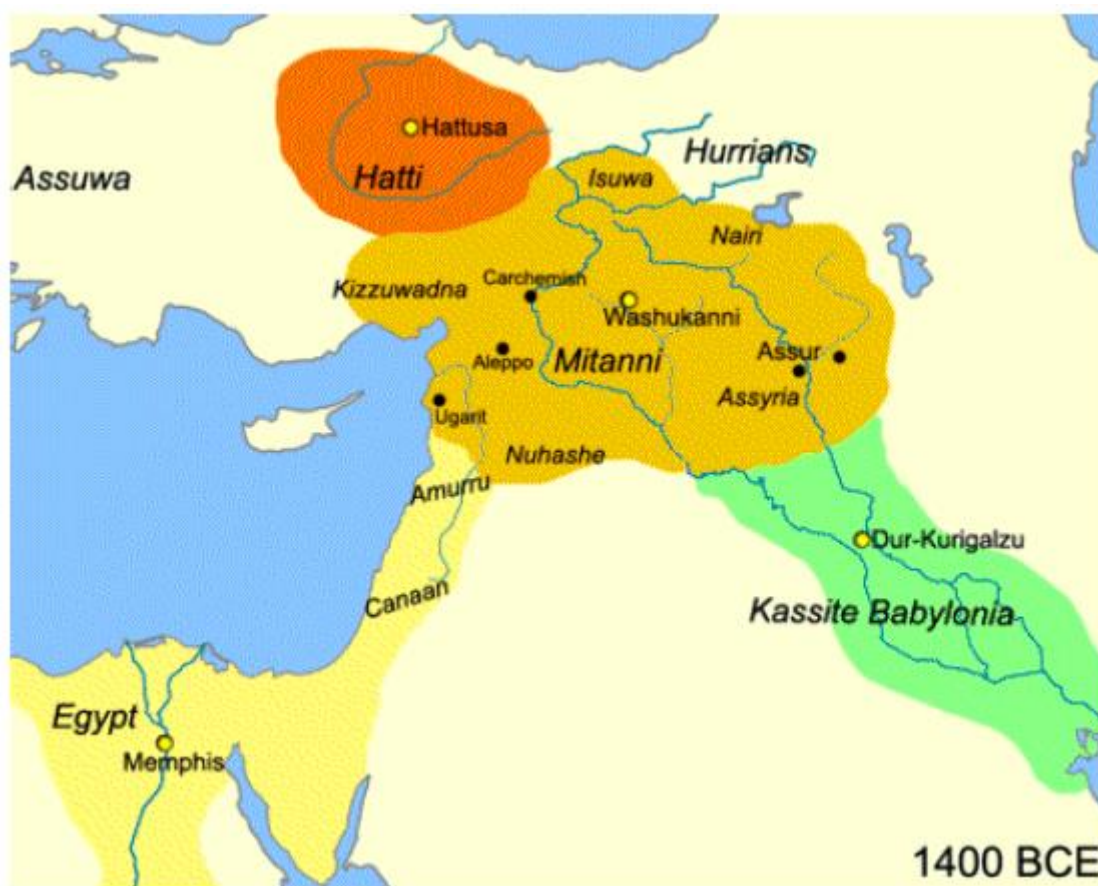 Hattusa
Hatti
Assuwa
Hurrians
Isuwa
Nairi
Kizzuwadna
Carchemish
Washukanni
Aleppo
Mitanni
Assur
Assyria
Ugarit
Nuhashe
Amurru
Dur-Kurigalzu
Canaan
Kassite Babylonia
Egypt
Memphis
1400 BCE